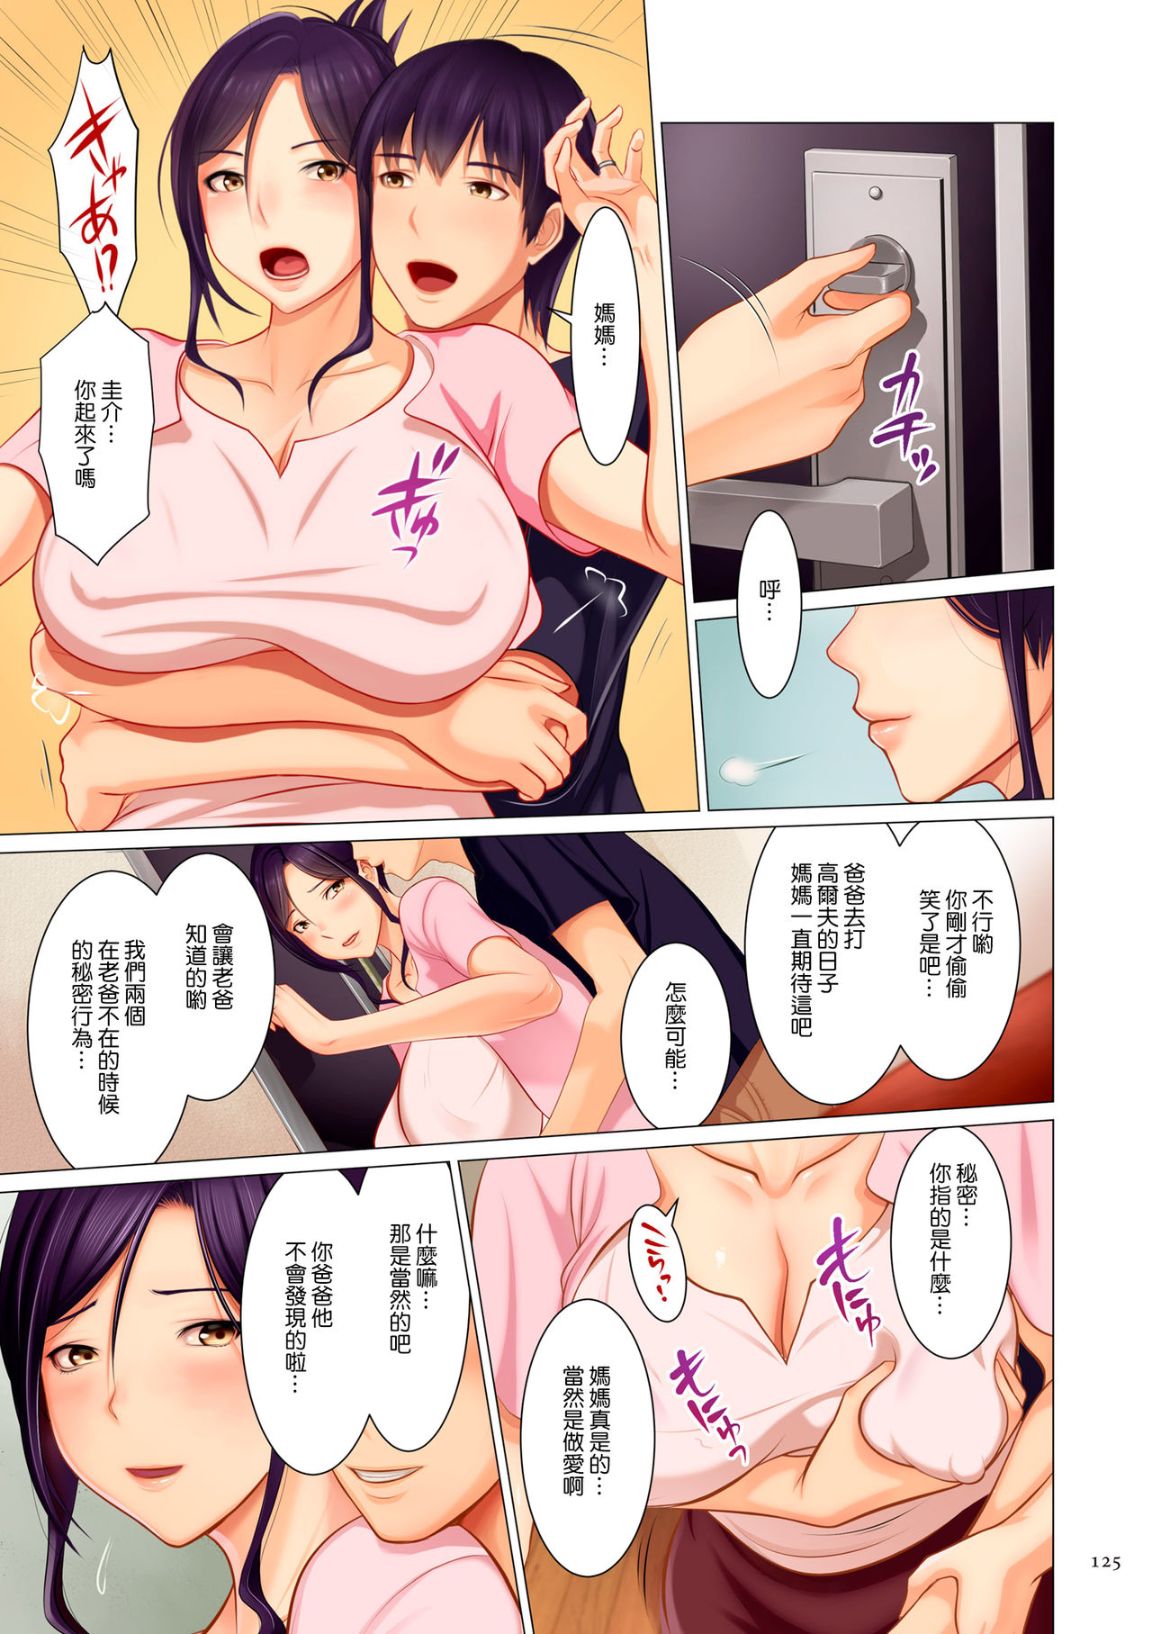 カチッ
呼…
媽媽…
ぎゅっ
きゃあ!?
圭介…
你起來了嗎
不行喲
你剛才偷偷
笑了是吧…
爸爸去打
高爾夫的日子
媽媽一直期待這吧
怎麼可能…
會讓老爸
知道的喲
我們兩個
在老爸不在的時候
的秘密行為…
秘密…
你指的是什麼…
もにゅ
もにゅっ
媽媽真是的…
當然是做愛啊
什麼嘛…
那是當然的吧
你爸爸他
不會發現的啦…
125